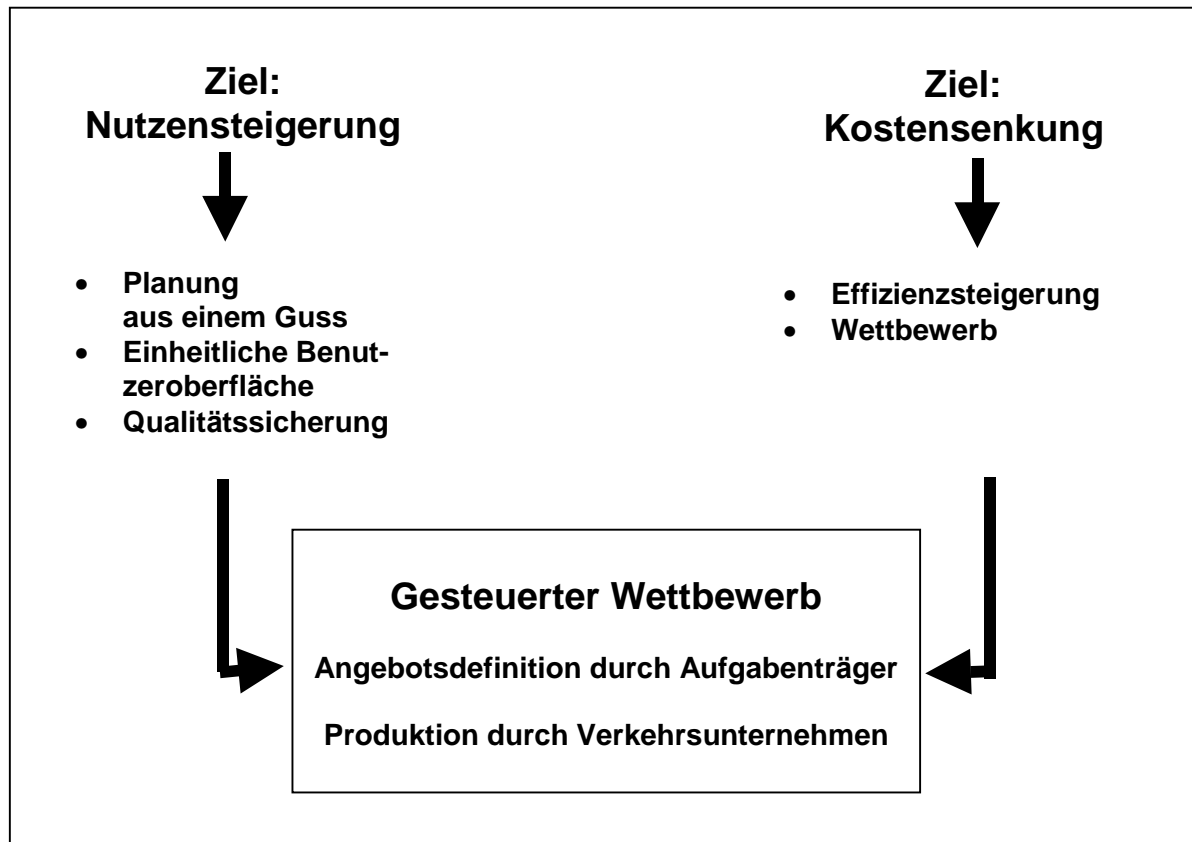 Ziel:
Nutzensteigerung
• Planung
aus einem Guss
• Einheitliche Benut-
zeroberfläche
• Qualitätssicherung
Ziel:
Kostensenkung
• Effizienzsteigerung
• Wettbewerb
Gesteuerter Wettbewerb
Angebotsdefinition durch Aufgabenträger
Produktion durch Verkehrsunternehmen